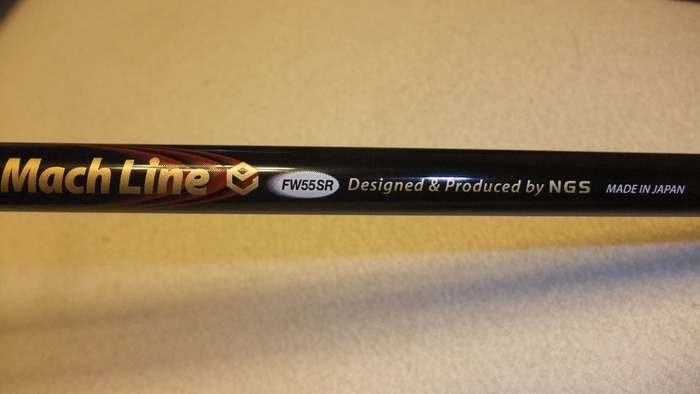 Mach Line FW55SR Designed & Produced by NGS MADE IN JAPAN